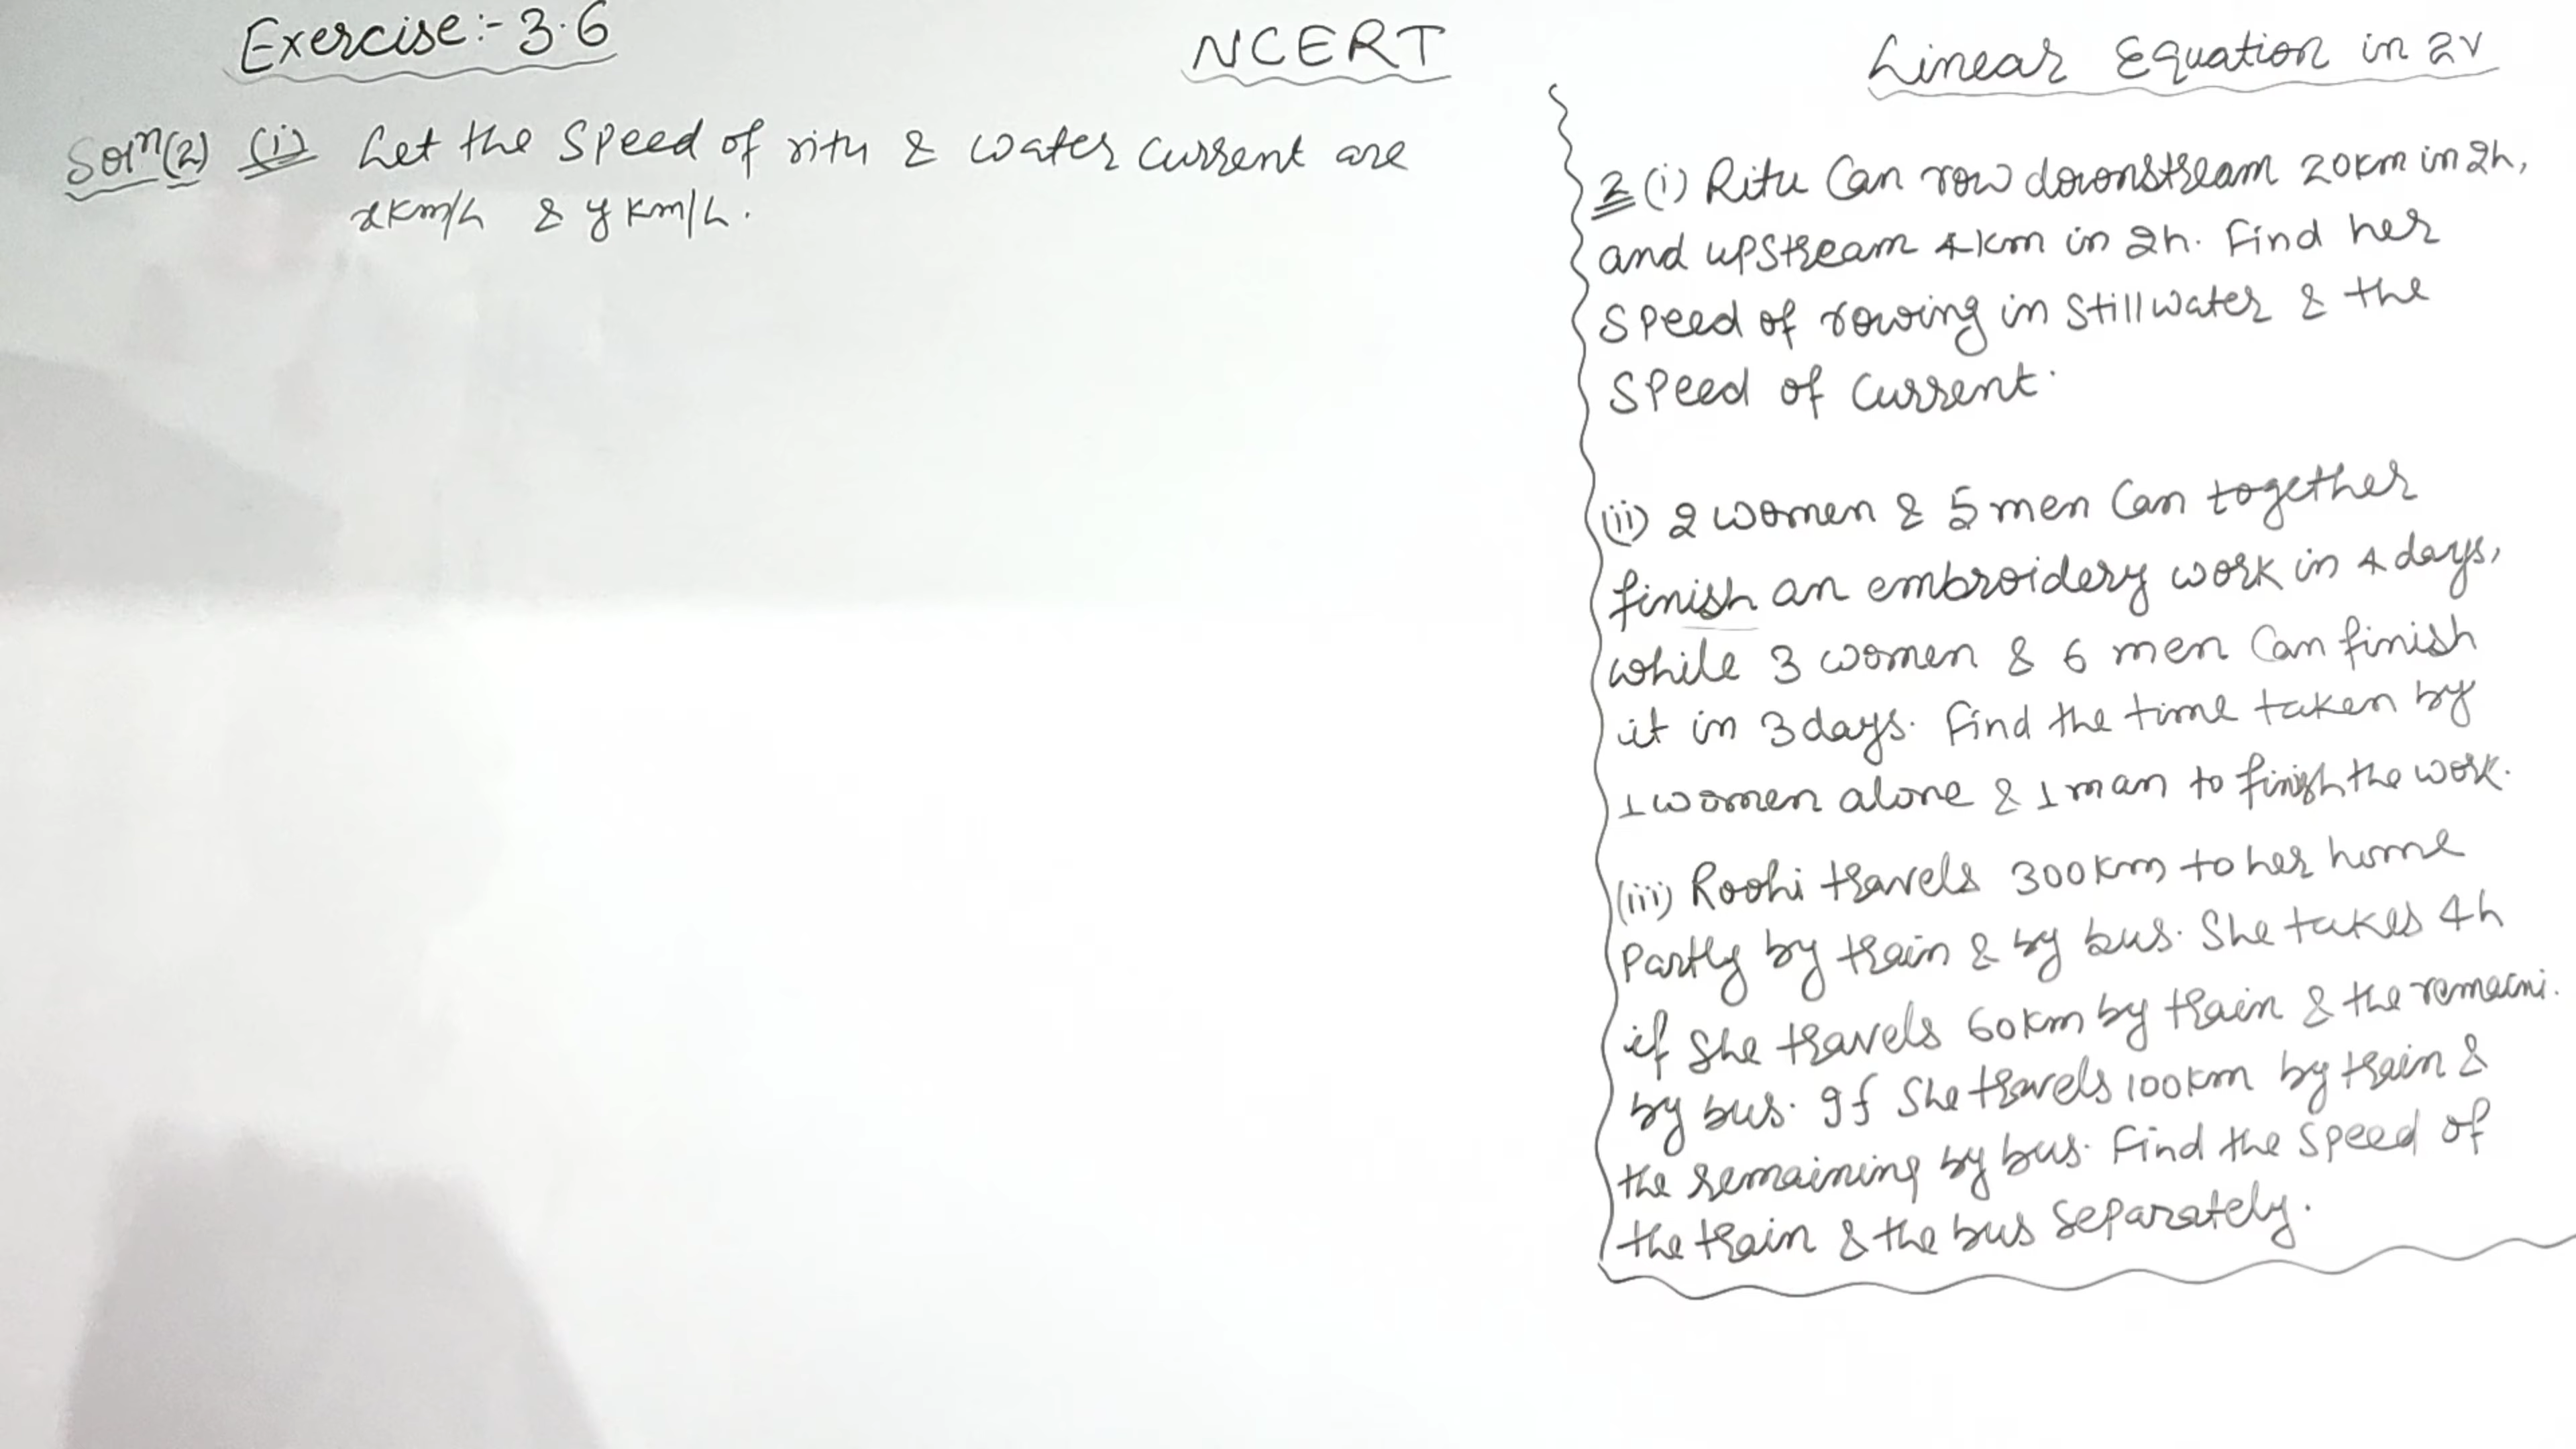 Exercise:- 3.6
NCERT
Linear Equation in 2V
Solⁿ(2) (i) Let the speed of ritu & water current are
x km/h & y km/h.
2 (i) Ritu Can row downstream 20km in 2h,
and upstream 4km in 2h. Find her
speed of rowing in still water & the
speed of current.
(ii) 2 women & 5 men Can together
finish an embroidery work in 4 days,
while 3 women & 6 men Can finish
it in 3 days. Find the time taken by
1 women alone & 1 man to finish the work.
(iii) Roohi travels 300km to her home
Partly by train & by bus. She takes 4h
if she travels 60km by train & the remaini.
by bus. If She travels 100km by train &
the remaining by bus. Find the speed of
the train & the bus separately.